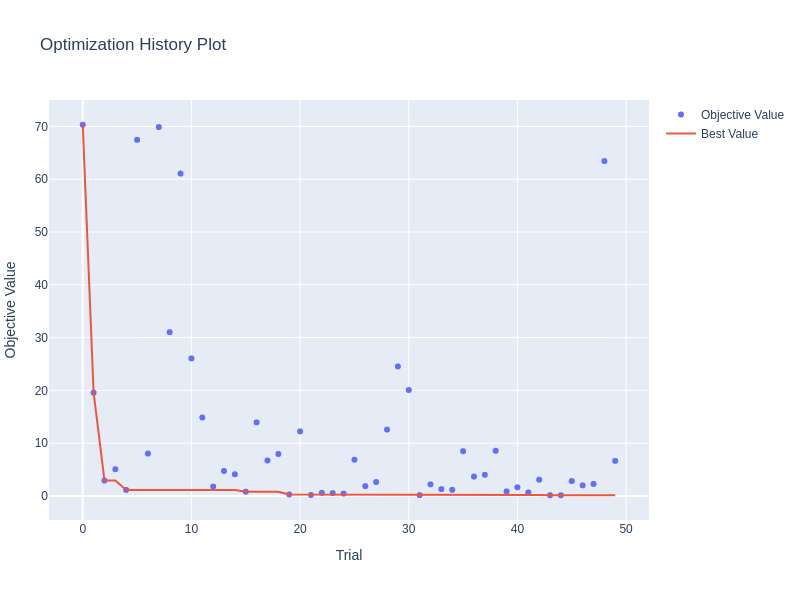 Optimization History Plot
Objective Value
Best Value
70
60
50
40
30
20
10
0
Objective Value
0 10 20 30 40 50
Trial